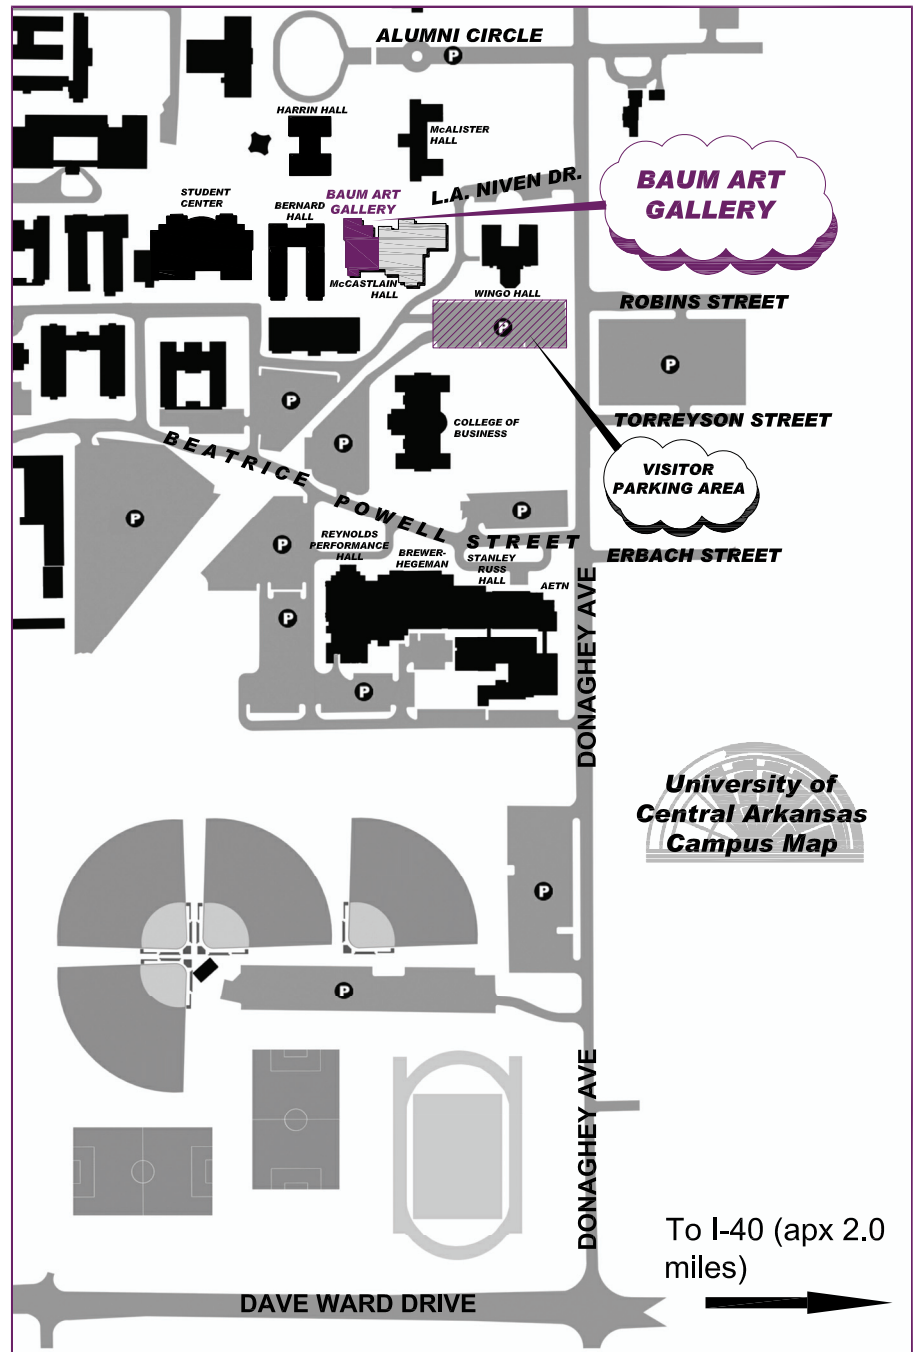 ALUMNI CIRCLE
P
HARRIN HALL
McALISTER
HALL
L.A. NIVEN DR.
BAUM ART
GALLERY
STUDENT
CENTER
BERNARD
HALL
BAUM ART
GALLERY
McCASTLAIN
HALL
WINGO HALL
ROBINS STREET
P
P
P
TORREYSON STREET
COLLEGE OF
BUSINESS
P
BEATRICE POWELL STREET
VISITOR
PARKING AREA
P
P
P
REYNOLDS
PERFORMANCE
HALL
BREWER-
HEGEMAN
STANLEY
RUSS
HALL
AETN
ERBACH STREET
P
P
DONAGHEY AVE
University of
Central Arkansas
Campus Map
P
P
DONAGHEY AVE
To I-40 (apx 2.0
miles)
DAVE WARD DRIVE